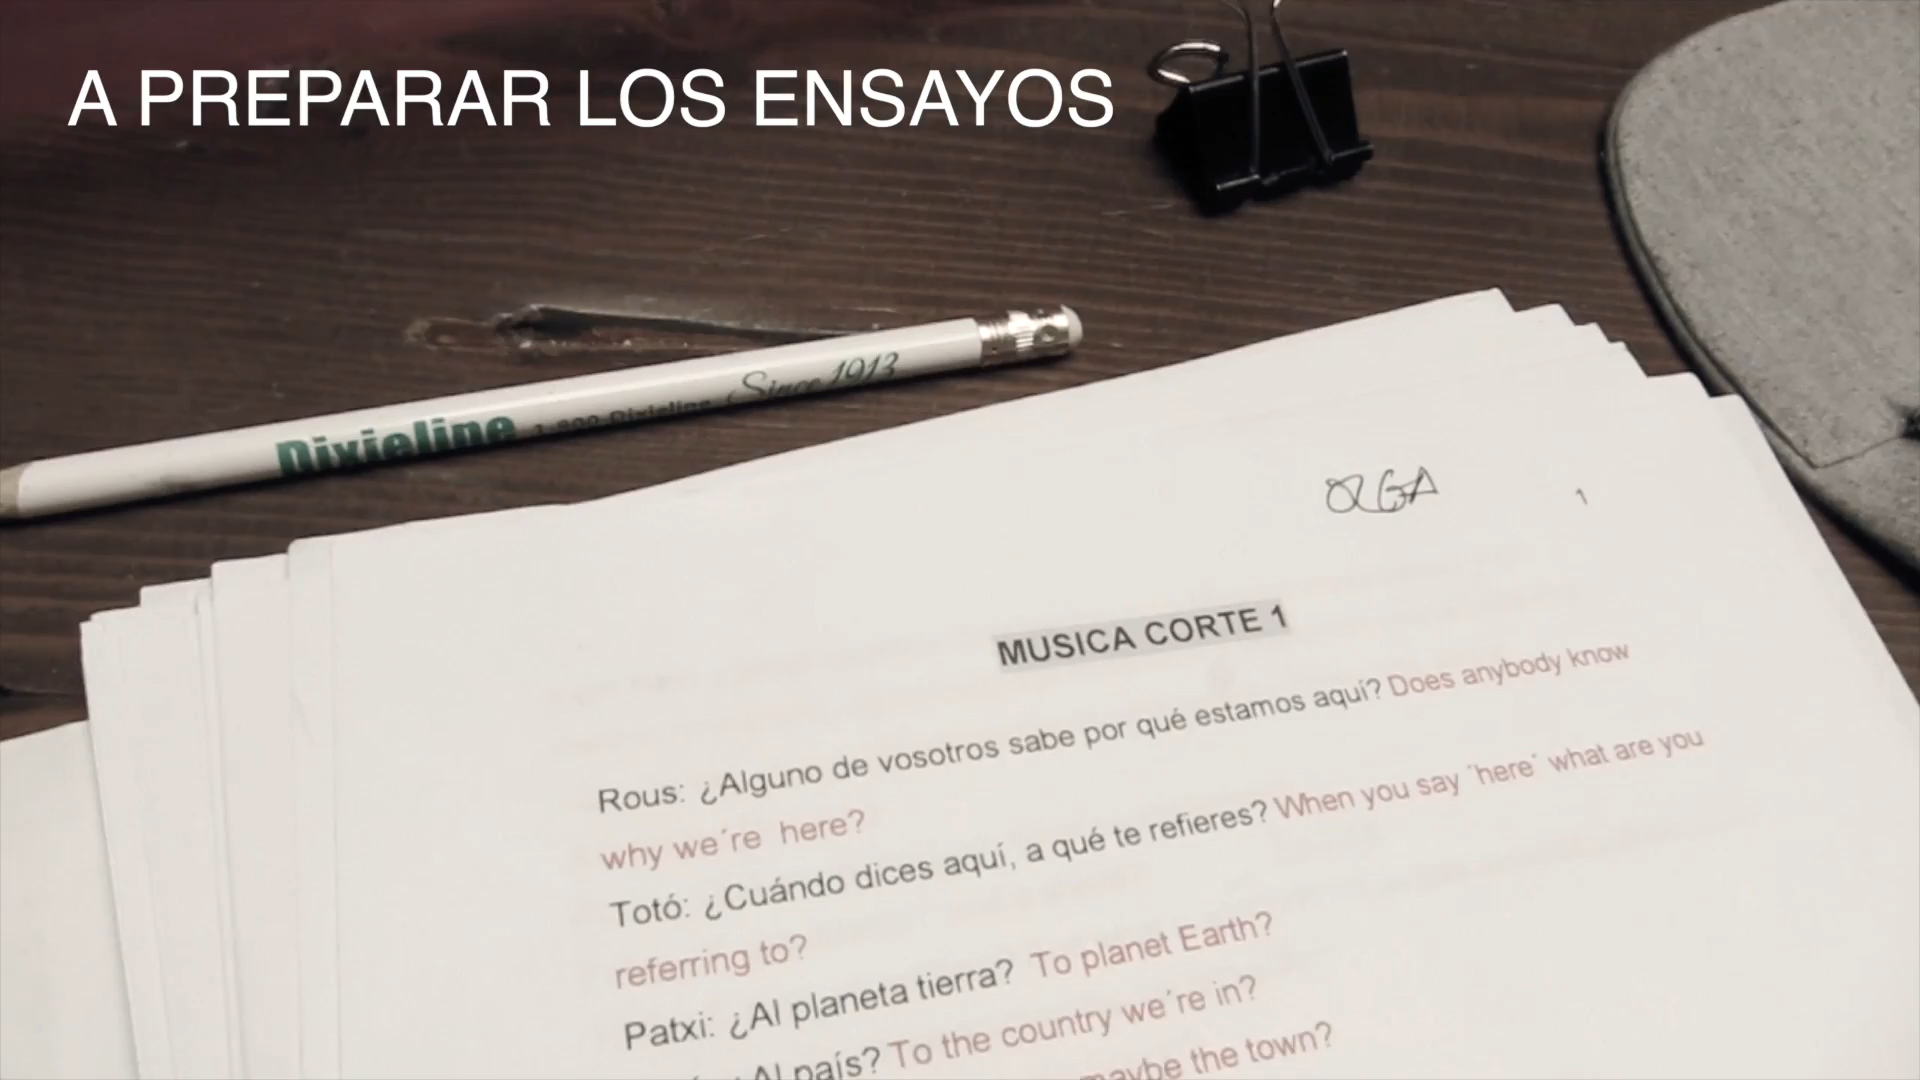 A PREPARAR LOS ENSAYOS
Since 1913
Dixieline 1-800-Dixieline
OLGA
1
MUSICA CORTE 1
Rous: ¿Alguno de vosotros sabe por qué estamos aquí? Does anybody know
why we´re here?
Totó: ¿Cuándo dices aquí, a qué te refieres? When you say ´here´ what are you
referring to?
Patxi: ¿Al planeta tierra? To planet Earth?
¿Al país? To the country we´re in?
maybe the town?